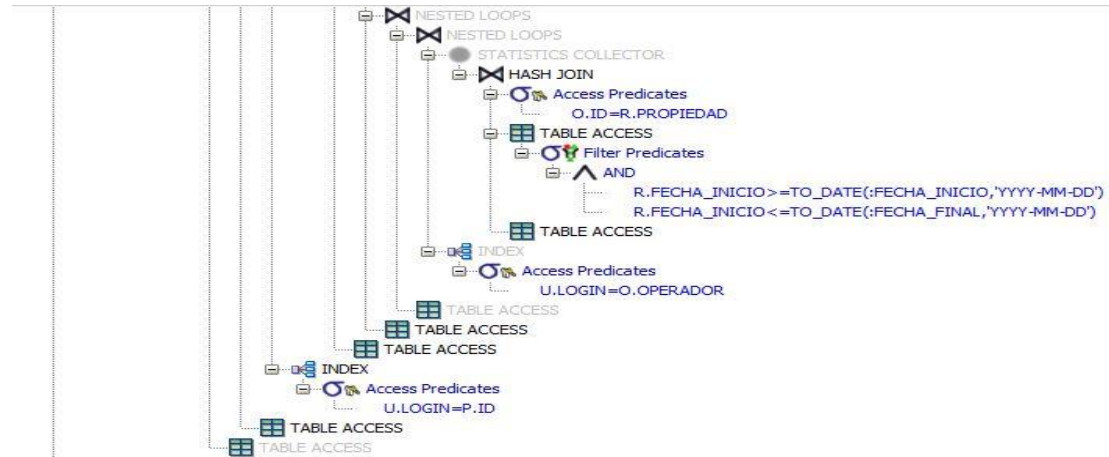 NESTED LOOPS
NESTED LOOPS
STATISTICS COLLECTOR
HASH JOIN
Access Predicates
O.ID=R.PROPIEDAD
TABLE ACCESS
Filter Predicates
AND
R.FECHA_INICIO>=TO_DATE(:FECHA_INICIO,'YYYY-MM-DD')
R.FECHA_INICIO<=TO_DATE(:FECHA_FINAL,'YYYY-MM-DD')
TABLE ACCESS
INDEX
Access Predicates
U.LOGIN=O.OPERADOR
TABLE ACCESS
TABLE ACCESS
TABLE ACCESS
INDEX
Access Predicates
U.LOGIN=P.ID
TABLE ACCESS
TABLE ACCESS